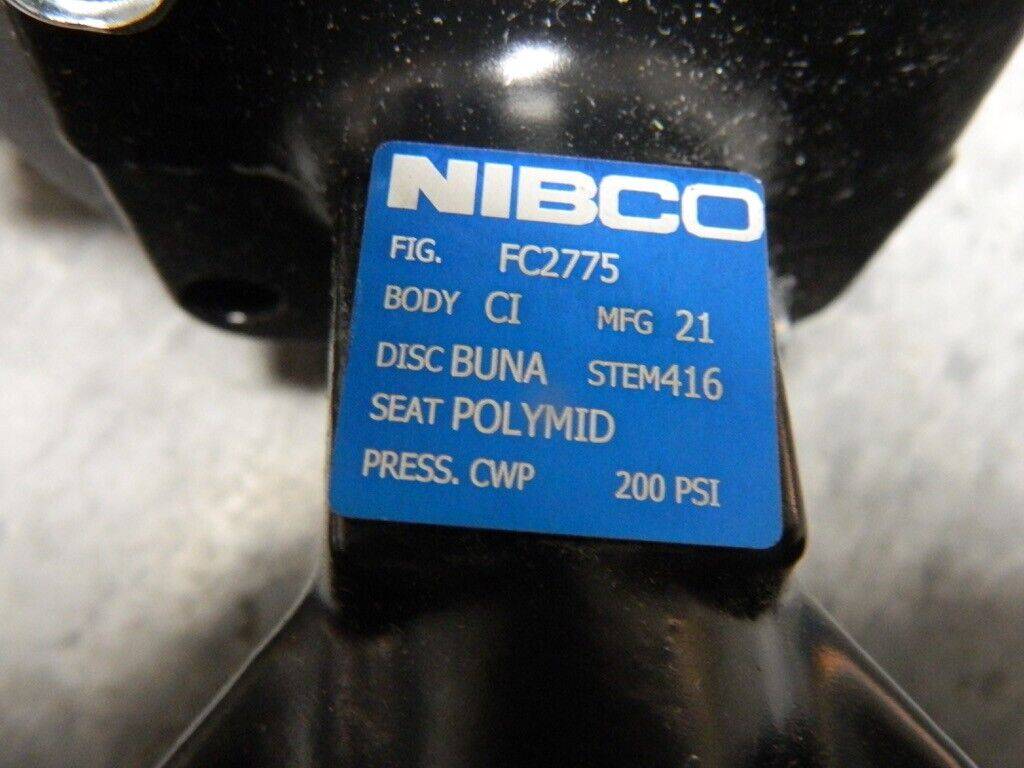 NIBCO
FIG. FC2775
BODY CI MFG 21
DISC BUNA STEM416
SEAT POLYMID
PRESS. CWP 200 PSI